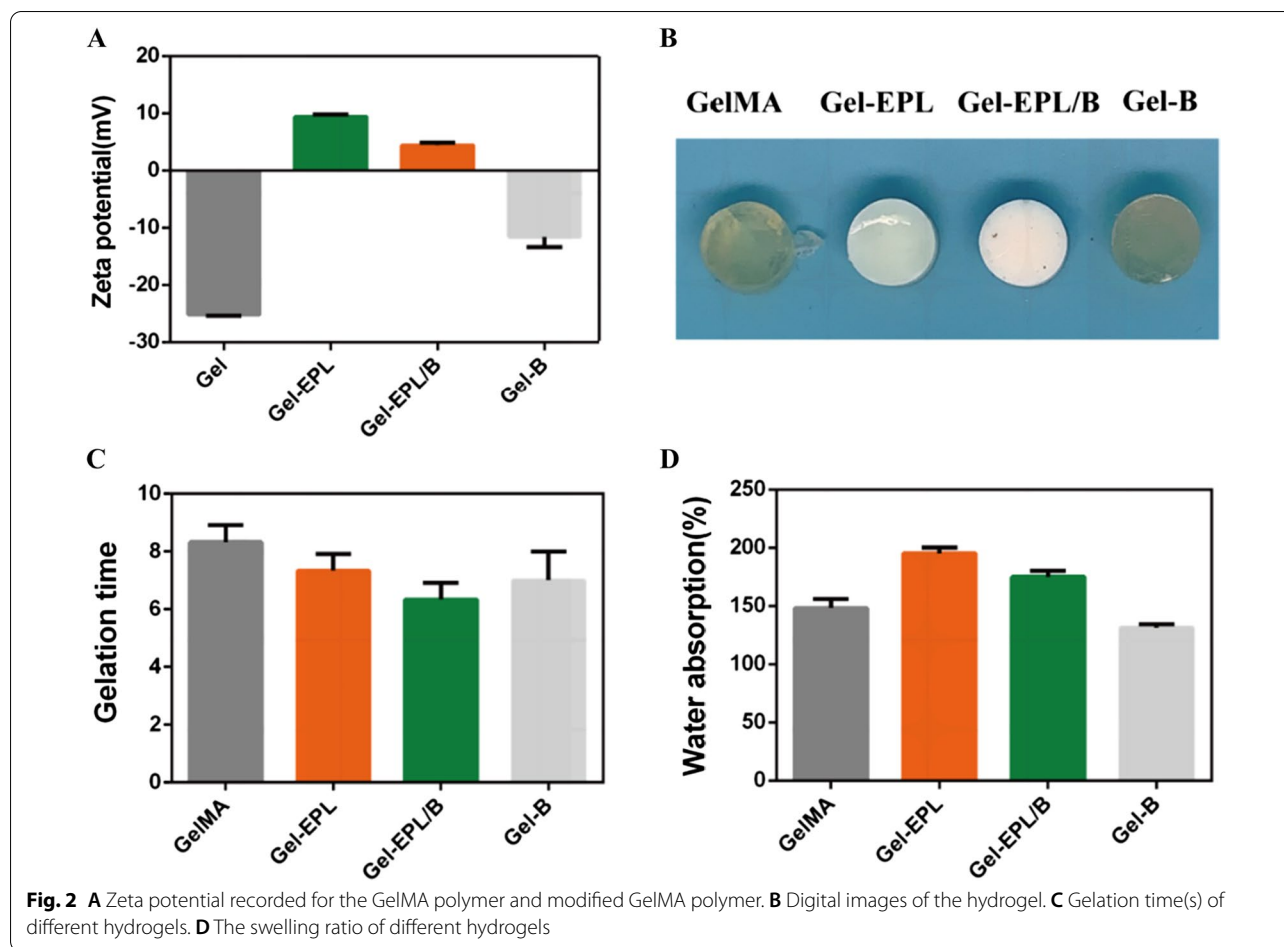 A
Zeta potential(mV)
20
10
0
-10
-20
-30
Gel
Gel-EPL
Gel-EPL/B
Gel-B
B
GelMA Gel-EPL Gel-EPL/B Gel-B
C
Gelation time
10
8
6
4
2
0
GelMA
Gel-EPL
Gel-EPL/B
Gel-B
D
Water absorption(%)
250
200
150
100
50
0
GelMA
Gel-EPL
Gel-EPL/B
Gel-B
Fig. 2 A Zeta potential recorded for the GelMA polymer and modified GelMA polymer. B Digital images of the hydrogel. C Gelation time(s) of
different hydrogels. D The swelling ratio of different hydrogels